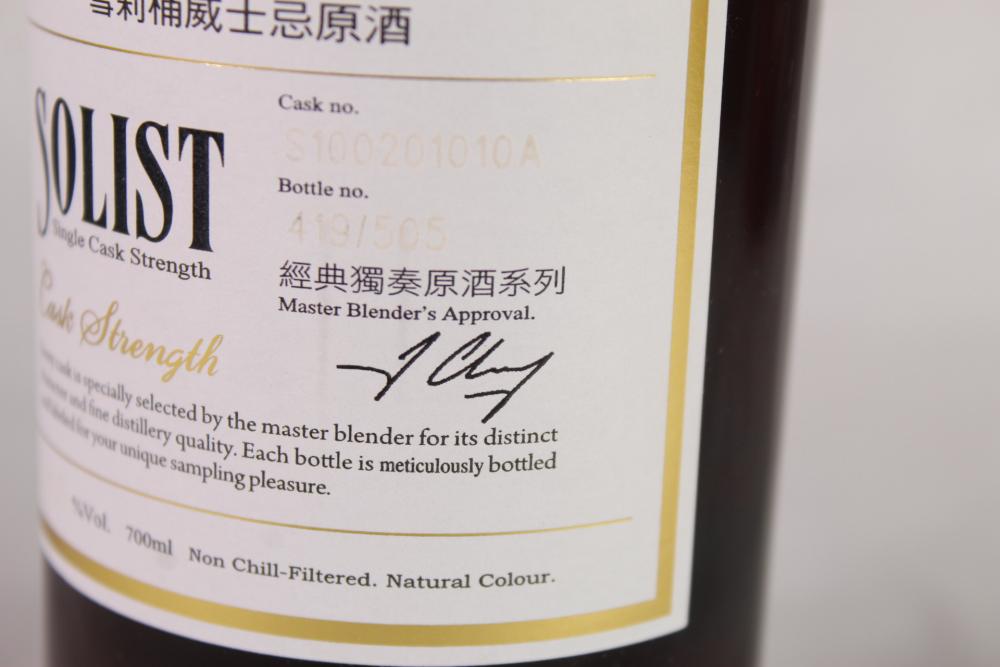 雪莉桶威士忌原酒
SOLIST
Single Cask Strength
Cask Strength
Cask no.
S100201010A
Bottle no.
419/505
經典獨奏原酒系列
Master Blender's Approval.
cask is specially selected by the master blender for its distinct
and fine distillery quality. Each bottle is meticulously bottled
for your unique sampling pleasure.
%Vol. 700ml Non Chill-Filtered. Natural Colour.